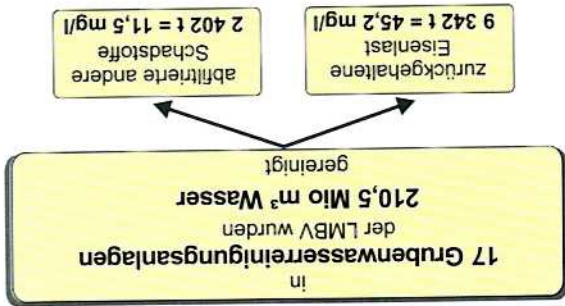 in
17 Grubenwasserreinigungsanlagen
der LMBV wurden
210,5 Mio m³ Wasser
gereinigt
zurückgehaltene
Eisenlast
9 342 t = 45,2 mg/l
abfiltrierte andere
Schadstoffe
2 402 t = 11,5 mg/l